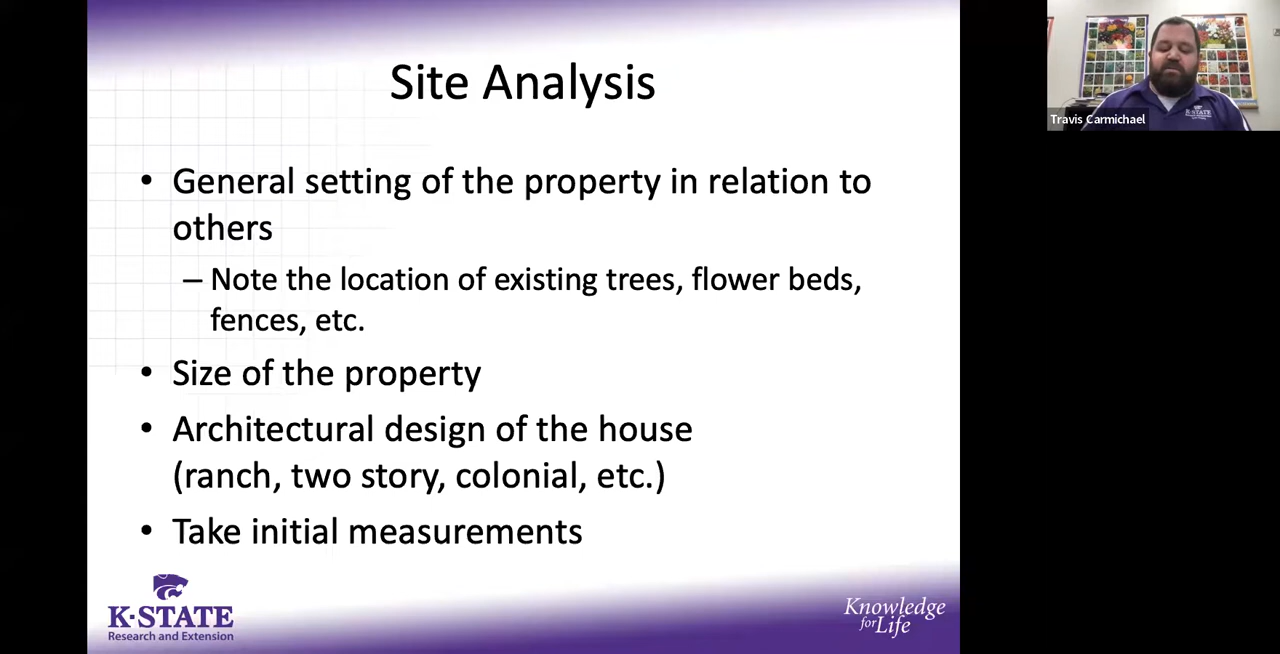 Site Analysis
• General setting of the property in relation to
others
– Note the location of existing trees, flower beds,
fences, etc.
• Size of the property
• Architectural design of the house
(ranch, two story, colonial, etc.)
• Take initial measurements
K-STATE
Research and Extension
Knowledge
for Life
Travis Carmichael
K-STATE